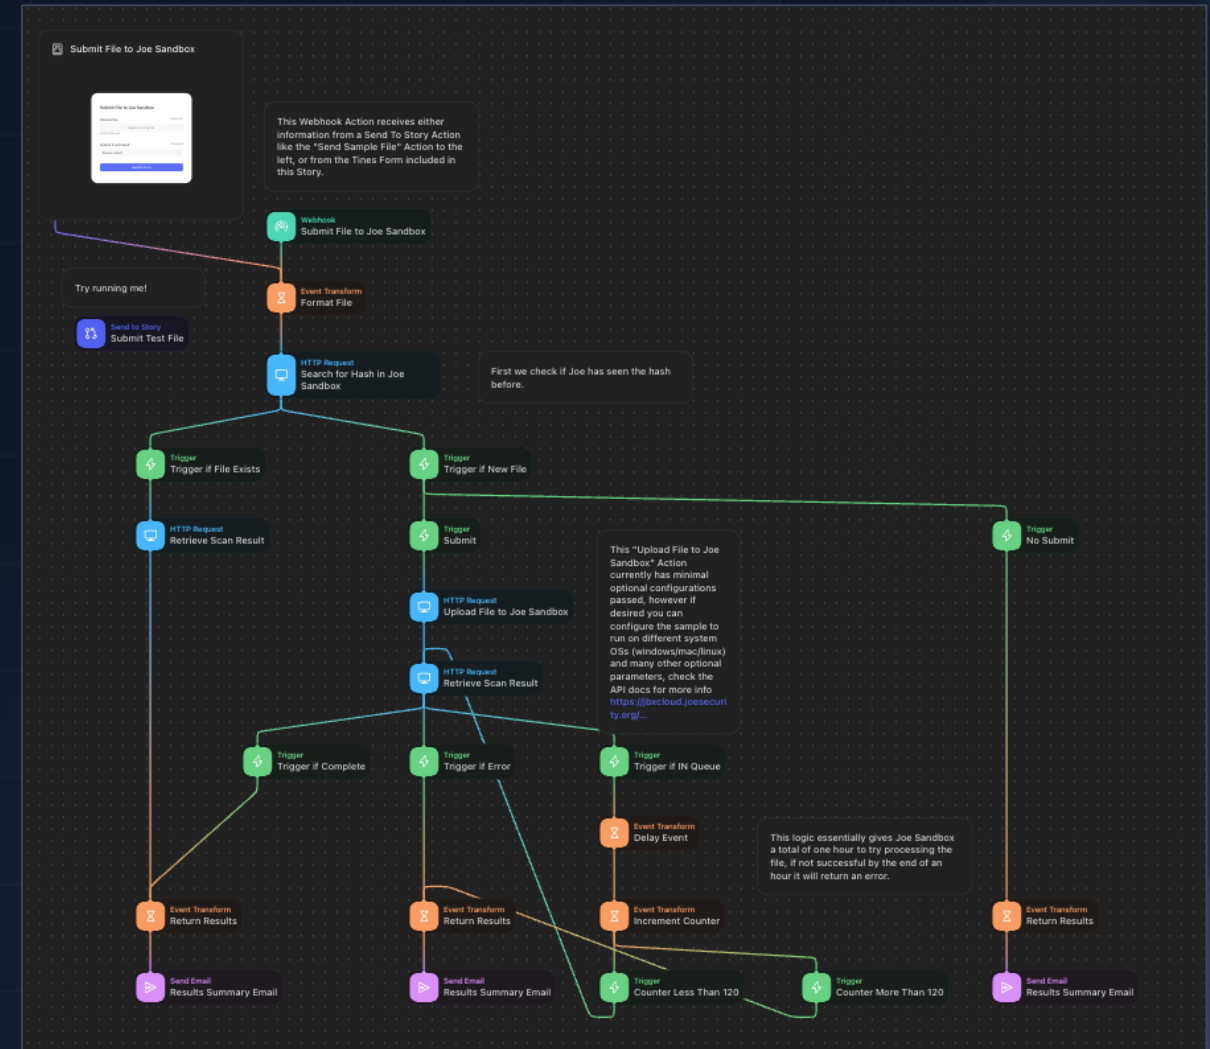 Submit File to Joe Sandbox
Submit File to Joe Sandbox
This Webhook Action receives either
information from a Send To Story Action
like the "Send Sample File" Action to the
left, or from the Tines Form included in
this Story.
Webhook
Submit File to Joe Sandbox
Try running me!
Event Transform
Format File
Send to Story
Submit Test File
HTTP Request
Search for Hash in Joe
Sandbox
First we check if Joe has seen the hash
before.
Trigger
Trigger if File Exists
Trigger
Trigger if New File
HTTP Request
Retrieve Scan Result
Trigger
Submit
Trigger
No Submit
This "Upload File to Joe
Sandbox" Action
currently has minimal
optional configurations
passed, however if
desired you can
configure the sample to
run on different system
OSs (windows/mac/linux)
and many other optional
parameters, check the
API docs for more info
https://jbxcloud.joesecuri
ty.org/...
HTTP Request
Upload File to Joe Sandbox
HTTP Request
Retrieve Scan Result
Trigger
Trigger if Complete
Trigger
Trigger if Error
Trigger
Trigger if IN Queue
Event Transform
Delay Event
This logic essentially gives Joe Sandbox
a total of one hour to try processing the
file, if not successful by the end of an
hour it will return an error.
Event Transform
Return Results
Event Transform
Return Results
Event Transform
Increment Counter
Event Transform
Return Results
Send Email
Results Summary Email
Send Email
Results Summary Email
Trigger
Counter Less Than 120
Trigger
Counter More Than 120
Send Email
Results Summary Email